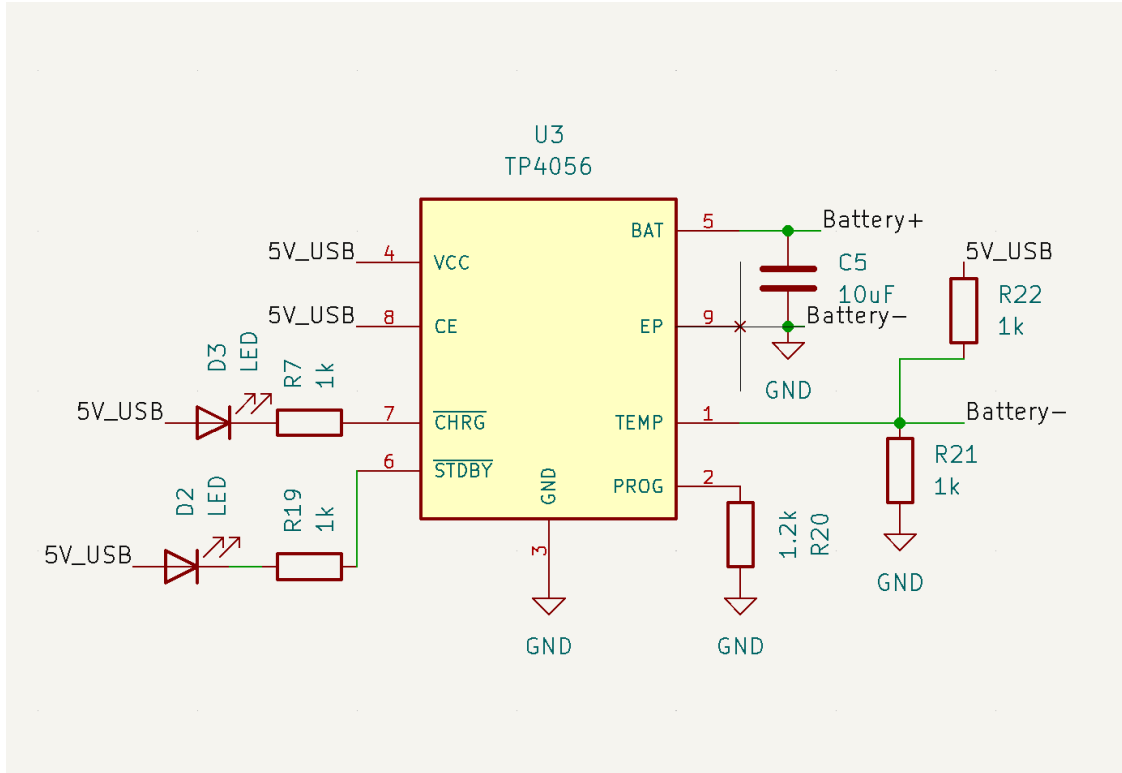 U3
TP4056
5V_USB
4
VCC
5V_USB
8
CE
D3
LED
R7
1k
5V_USB
7
CHRG
D2
LED
R19
1k
6
STDBY
5V_USB
GND
3
GND
BAT
5
Battery+
C5
10uF
EP
9
Battery-
GND
5V_USB
R22
1k
TEMP
1
Battery-
R21
1k
GND
PROG
2
1.2k
R20
GND